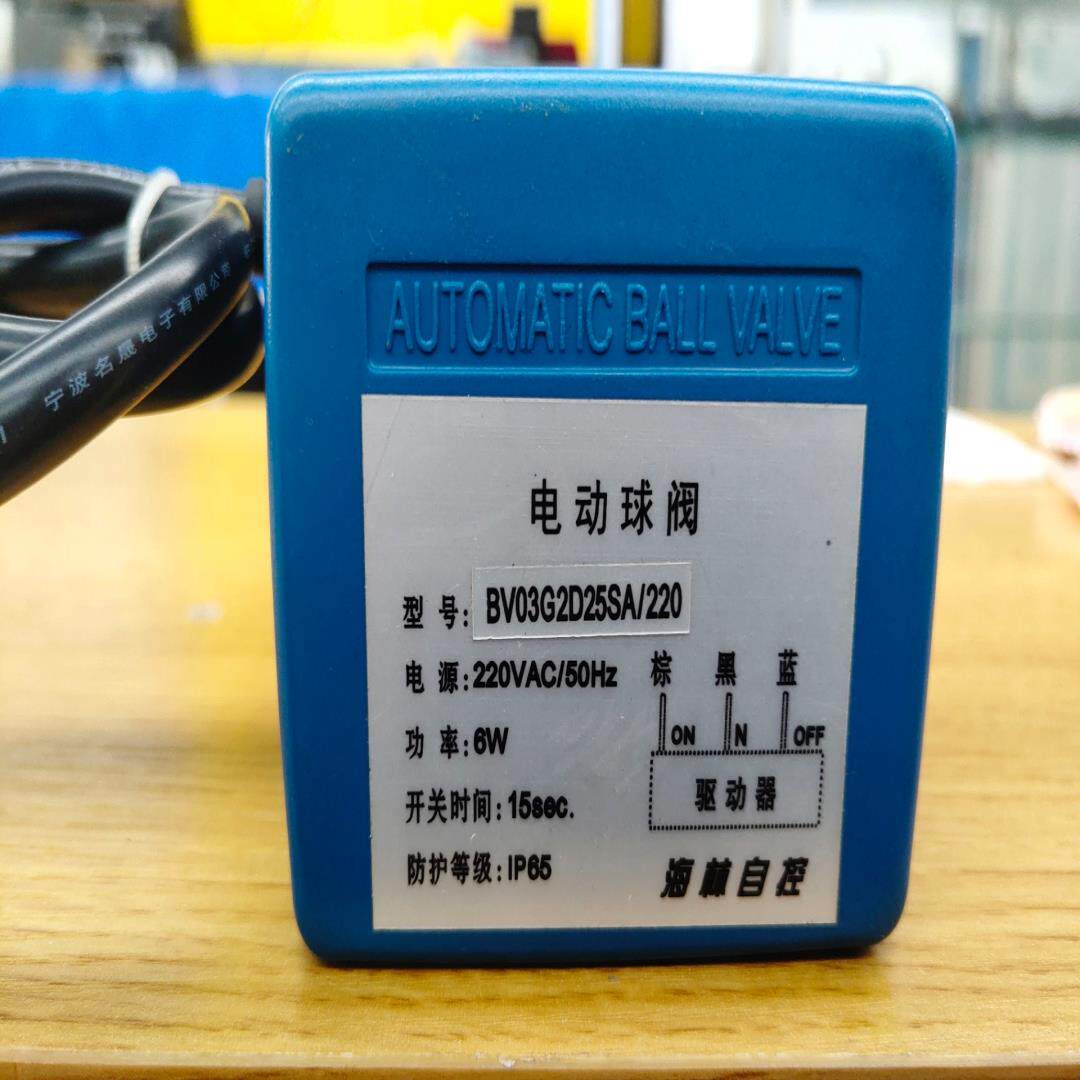 AUTOMATIC BALL VALVE
电动球阀
型号: BV03G2D25SA/220
电源:220VAC/50Hz
功率:6W
开关时间:15sec.
防护等级:IP65
棕 黑 蓝
ON N OFF
驱动器
海林自控
宁波名晟电子有限公司